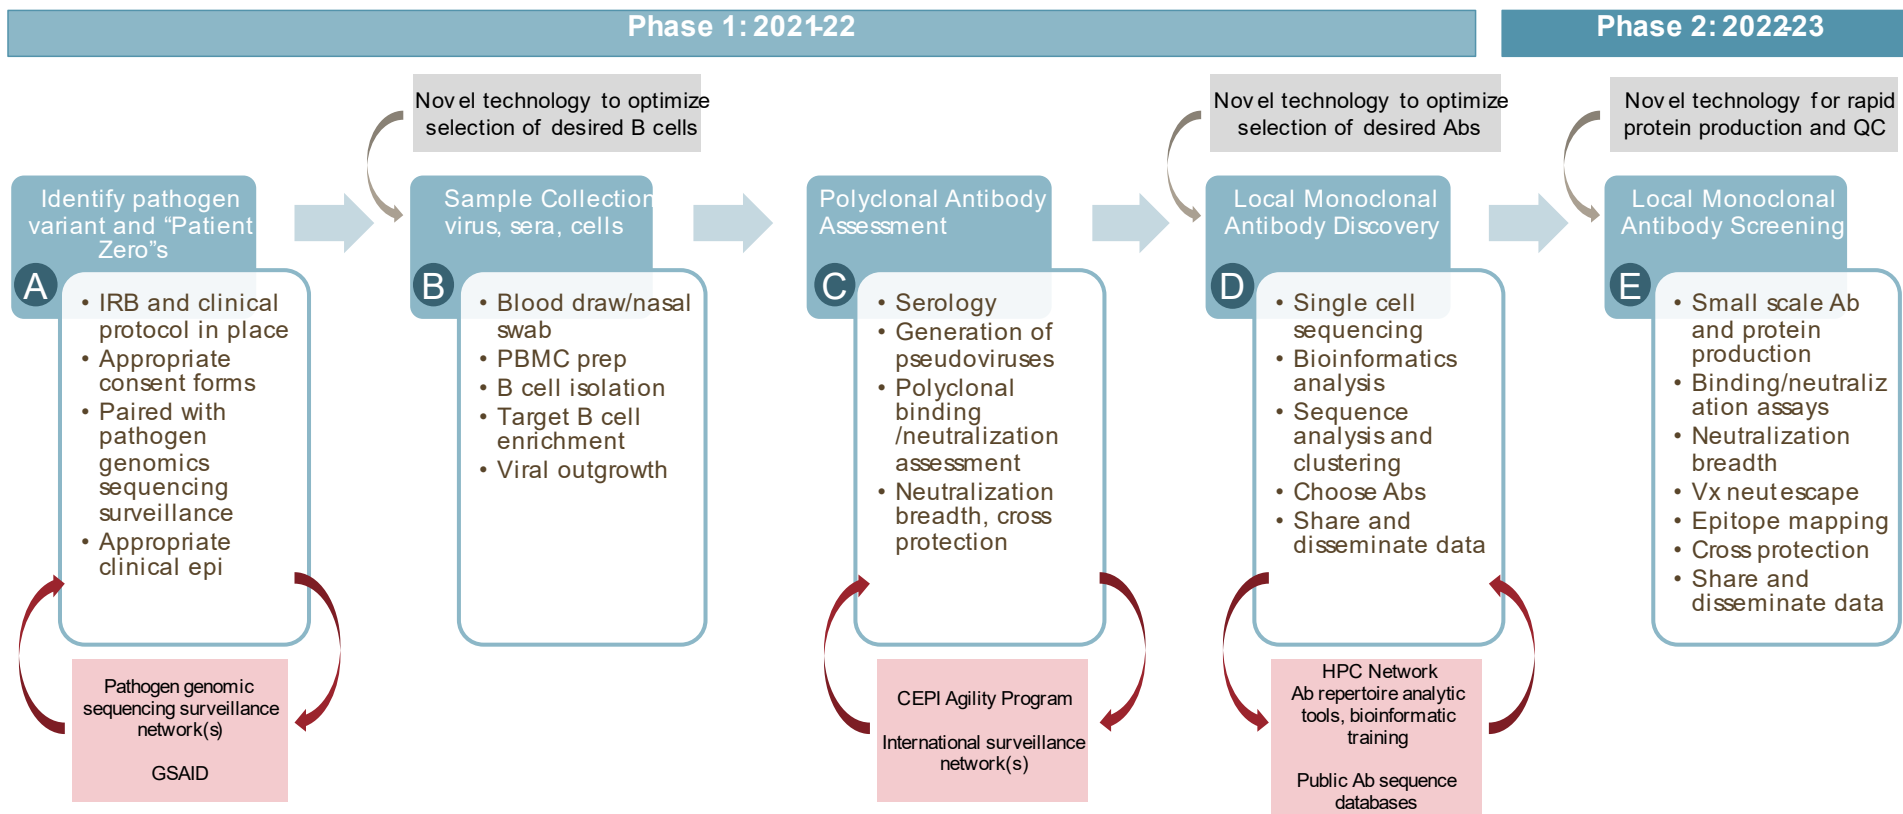 Phase 1: 2021-22
Phase 2: 2022-23
Novel technology to optimize
selection of desired B cells
Novel technology to optimize
selection of desired Abs
Novel technology for rapid
protein production and QC
Identify pathogen
variant and “Patient
Zero”s
A
• IRB and clinical
protocol in place
• Appropriate
consent forms
• Paired with
pathogen
genomics
sequencing
surveillance
• Appropriate
clinical epi
Pathogen genomic
sequencing surveillance
network(s)
GSAID
Sample Collection
virus, sera, cells
B
• Blood draw/nasal
swab
• PBMC prep
• B cell isolation
• Target B cell
enrichment
• Viral outgrowth
Polyclonal Antibody
Assessment
C
• Serology
• Generation of
pseudoviruses
• Polyclonal
binding
/neutralization
assessment
• Neutralization
breadth, cross
protection
CEPI Agility Program
International surveillance
network(s)
Local Monoclonal
Antibody Discovery
D
• Single cell
sequencing
• Bioinformatics
analysis
• Sequence
analysis and
clustering
• Choose Abs
• Share and
disseminate data
HPC Network
Ab repertoire analytic
tools, bioinformatic
training
Public Ab sequence
databases
Local Monoclonal
Antibody Screening
E
• Small scale Ab
and protein
production
• Binding/neutraliz
ation assays
• Neutralization
breadth
• Vx neut escape
• Epitope mapping
• Cross protection
• Share and
disseminate data